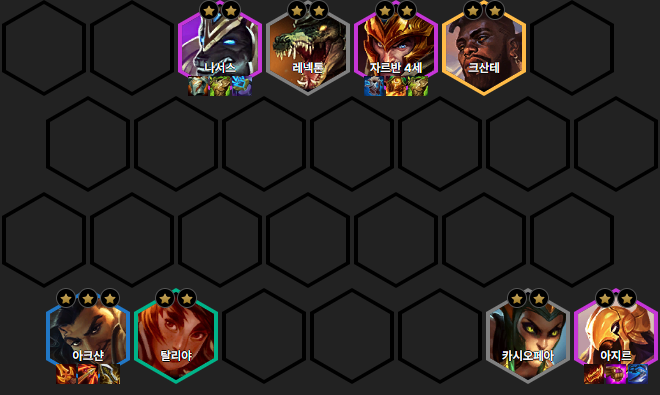 나서스
레넥톤
자르반 4세
크산테
아크샨
탈리야
카시오페아
아지르